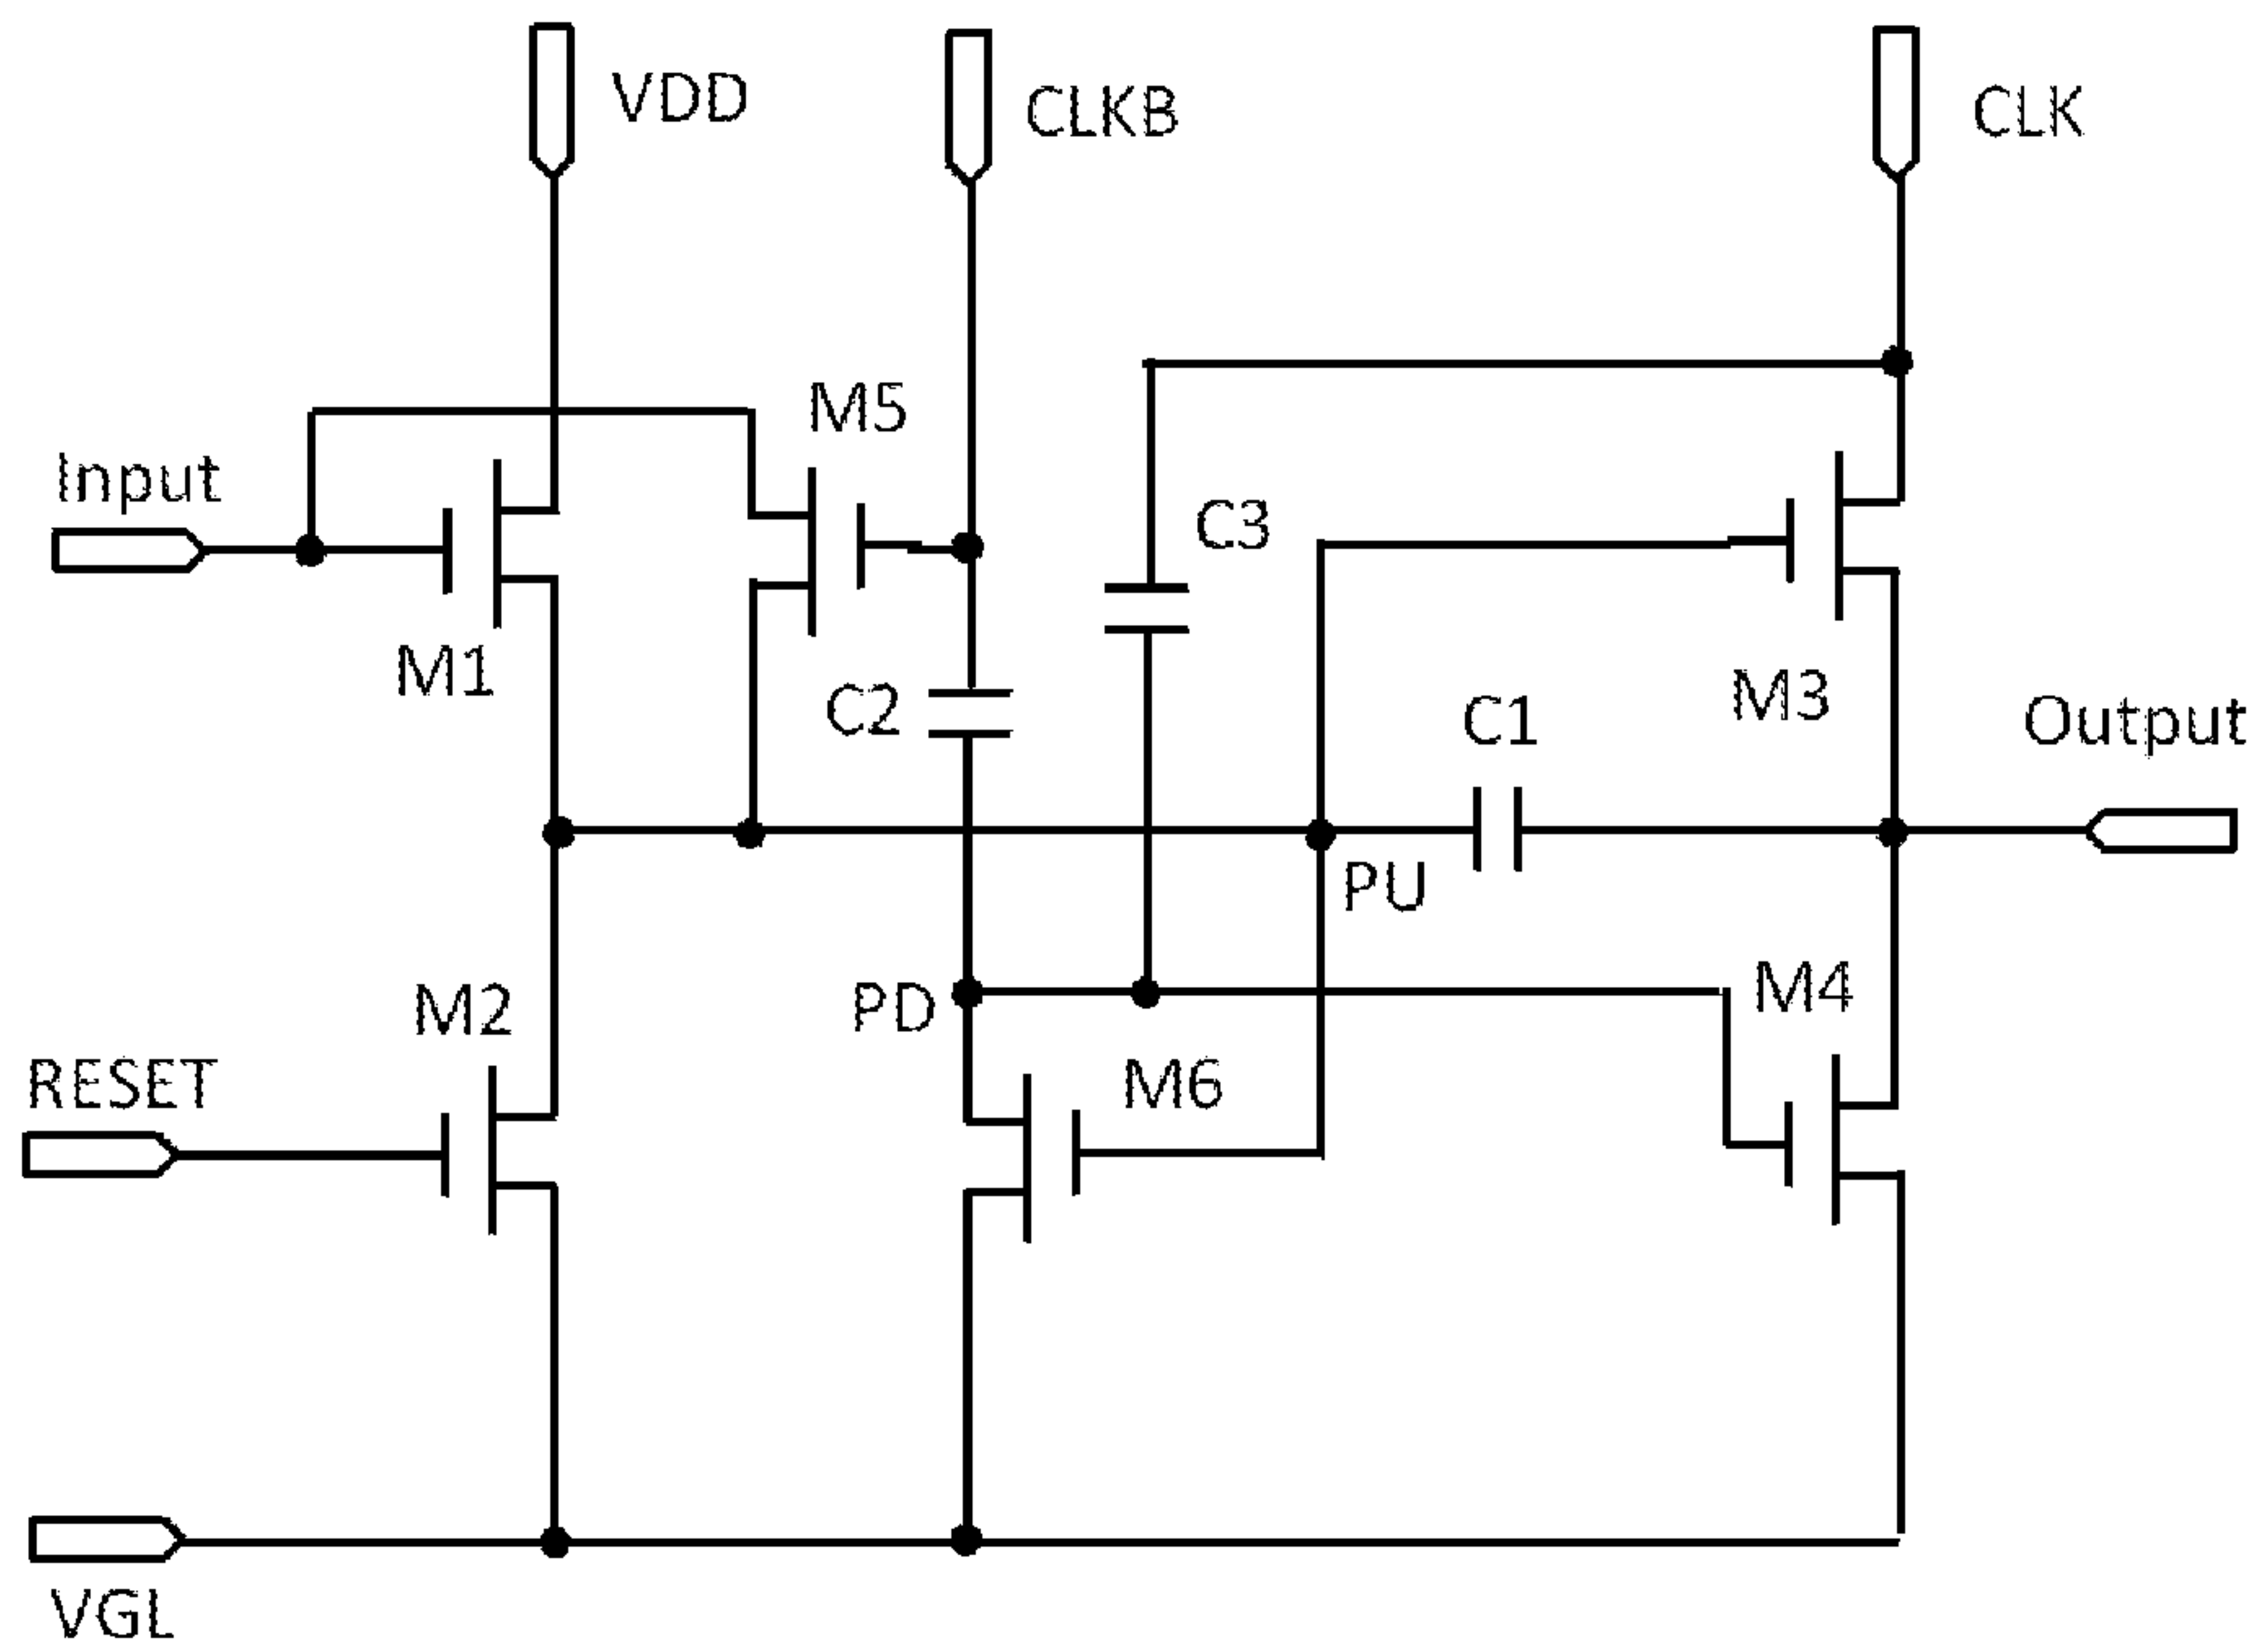 VDD
CLKB
CLK
M5
Input
C3
M1
M3
C2
C1
Output
PU
M2
PD
M4
RESET
M6
VGL